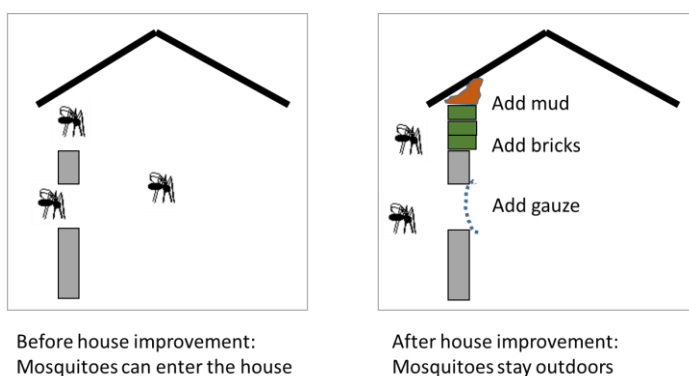 Add mud
Add bricks
Add gauze
Before house improvement:
Mosquitoes can enter the house
After house improvement:
Mosquitoes stay outdoors